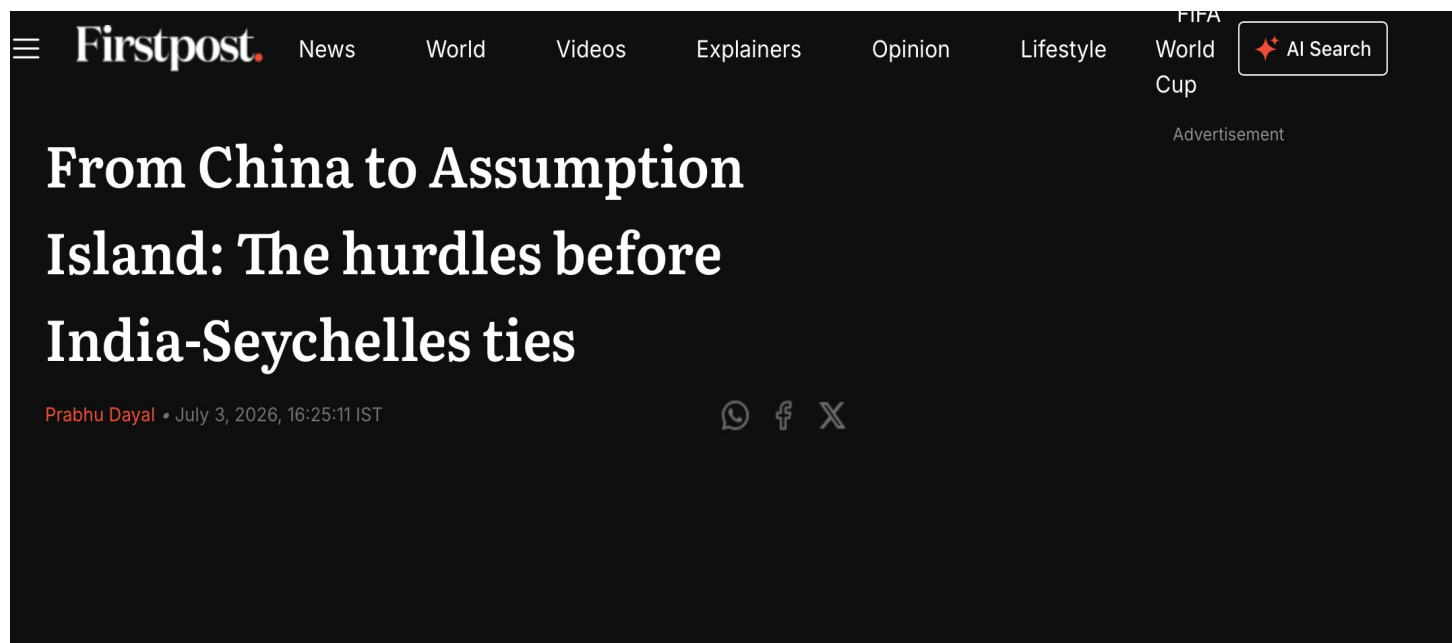 Firstpost.
News
World
Videos
Explainers
Opinion
Lifestyle
FIFA
World
Cup
AI Search
Advertisement
From China to Assumption
Island: The hurdles before
India-Seychelles ties
Prabhu Dayal • July 3, 2026, 16:25:11 IST